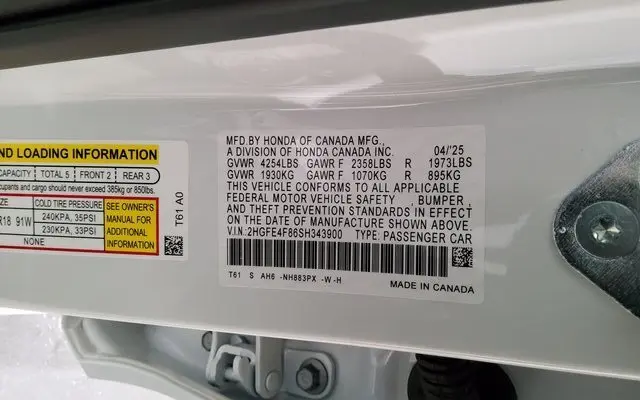 ND LOADING INFORMATION
CAPACITY TOTAL 5 FRONT 2 REAR 3
upants and cargo should never exceed 385kg or 850lbs.
COLD TIRE PRESSURE
R18 91W 240KPA, 35PSI
230KPA, 33PSI
NONE
SEE OWNER'S
MANUAL FOR
ADDITIONAL
INFORMATION
T61 A0
MFD.BY HONDA OF CANADA MFG.,
A DIVISION OF HONDA CANADA INC. 04/'25
GVWR 4254LBS GAWR F 2358LBS R 1973LBS
GVWR 1930KG GAWR F 1070KG R 895KG
THIS VEHICLE CONFORMS TO ALL APPLICABLE
FEDERAL MOTOR VEHICLE SAFETY , BUMPER ,
AND THEFT PREVENTION STANDARDS IN EFFECT
ON THE DATE OF MANUFACTURE SHOWN ABOVE.
V.I.N.:2HGFE4F86SH343900 TYPE: PASSENGER CAR
T61 S AH6 -NH883PX -W-H
MADE IN CANADA